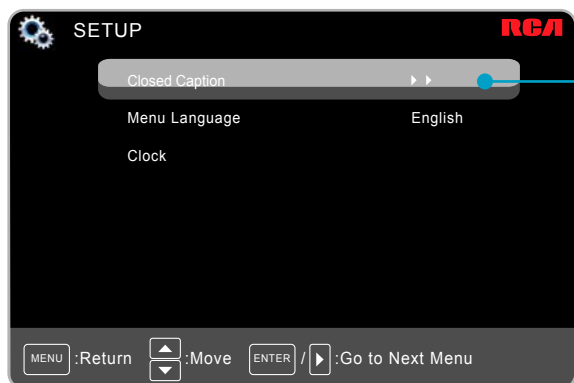 SETUP RCA
Closed Caption
Menu Language English
Clock
MENU :Return :Move ENTER / :Go to Next Menu